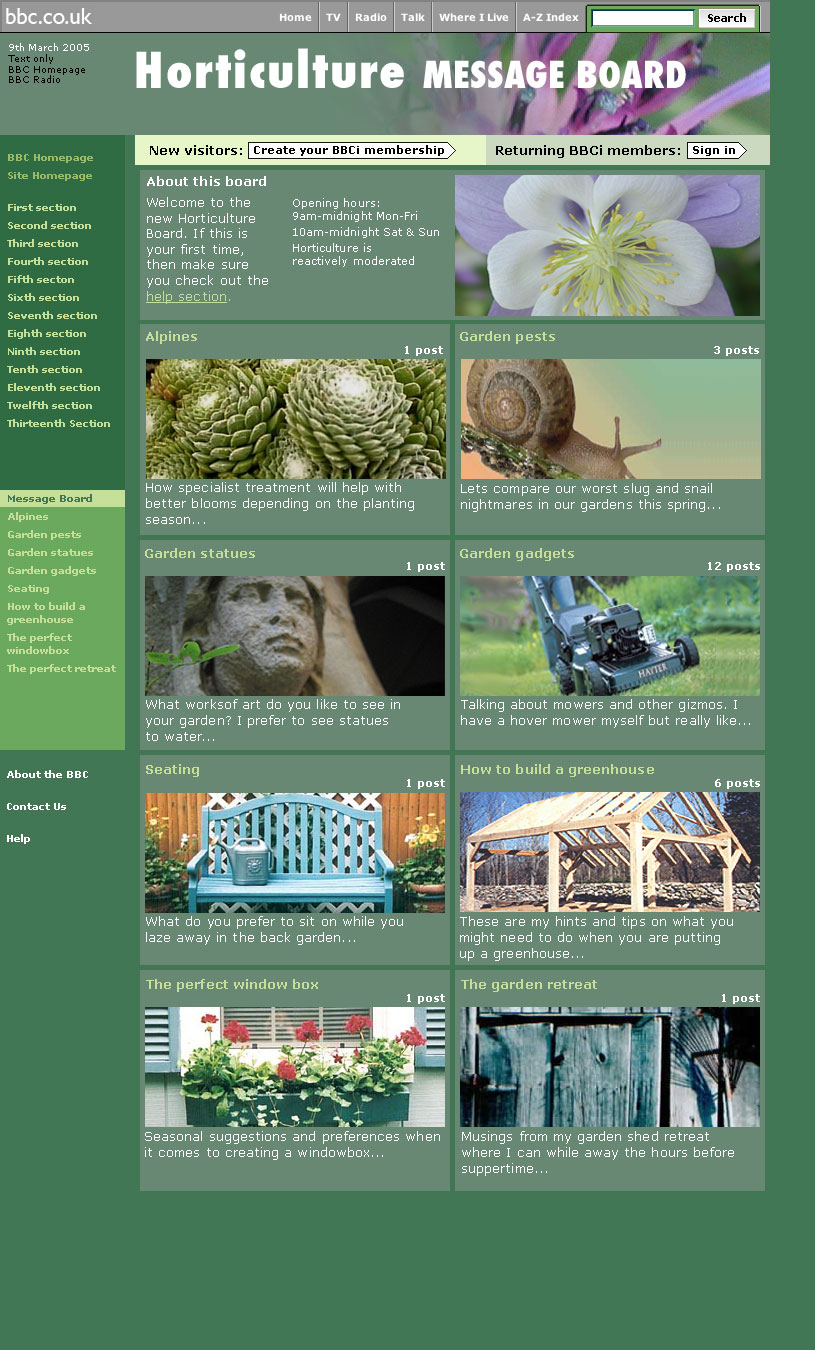 bbc.co.uk
Home TV Radio Talk Where I Live A-Z Index Search
9th March 2005
Text only
BBC Homepage
BBC Radio
Horticulture MESSAGE BOARD
New visitors: Create your BBCi membership
Returning BBCi members: Sign in
BBC Homepage
Site Homepage
First section
Second section
Third section
Fourth section
Fifth secton
Sixth section
Seventh section
Eighth section
Ninth section
Tenth section
Eleventh section
Twelfth section
Thirteenth Section
Message Board
Alpines
Garden pests
Garden statues
Garden gadgets
Seating
How to build a
greenhouse
The perfect
windowbox
The perfect retreat
About the BBC
Contact Us
Help
About this board
Welcome to the
new Horticulture
Board. If this is
your first time,
then make sure
you check out the
help section.
Opening hours:
9am-midnight Mon-Fri
10am-midnight Sat & Sun
Horticulture is
reactively moderated
Alpines
1 post
How specialist treatment will help with
better blooms depending on the planting
season...
Garden pests
3 posts
Lets compare our worst slug and snail
nightmares in our gardens this spring...
Garden statues
1 post
What worksof art do you like to see in
your garden? I prefer to see statues
to water...
Garden gadgets
12 posts
HAYTER
Talking about mowers and other gizmos. I
have a hover mower myself but really like...
Seating
1 post
What do you prefer to sit on while you
laze away in the back garden...
How to build a greenhouse
6 posts
These are my hints and tips on what you
might need to do when you are putting
up a greenhouse...
The perfect window box
1 post
Seasonal suggestions and preferences when
it comes to creating a windowbox...
The garden retreat
1 post
Musings from my garden shed retreat
where I can while away the hours before
suppertime...